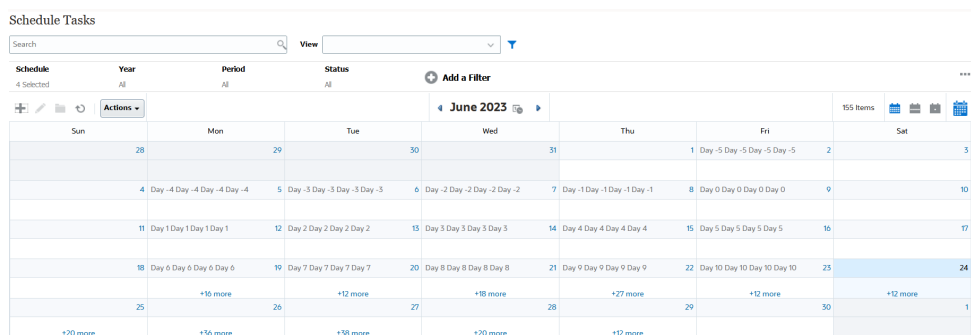 Schedule Tasks
Search
View
Schedule Year Period Status
4 Selected All All All
Add a Filter
Actions
June 2023
155 Items
Sun Mon Tue Wed Thu Fri Sat
28 29 30 31 1 Day -5 Day -5 Day -5 Day -5 2 3
4 Day -4 Day -4 Day -4 Day -4 5 Day -3 Day -3 Day -3 Day -3 6 Day -2 Day -2 Day -2 Day -2 7 Day -1 Day -1 Day -1 Day -1 8 Day 0 Day 0 Day 0 Day 0 9 10
11 Day 1 Day 1 Day 1 Day 1 12 Day 2 Day 2 Day 2 Day 2 13 Day 3 Day 3 Day 3 Day 3 14 Day 4 Day 4 Day 4 Day 4 15 Day 5 Day 5 Day 5 Day 5 16 17
18 Day 6 Day 6 Day 6 Day 6 19 Day 7 Day 7 Day 7 Day 7 20 Day 8 Day 8 Day 8 Day 8 21 Day 9 Day 9 Day 9 Day 9 22 Day 10 Day 10 Day 10 Day 10 23 24
+16 more +12 more +18 more +27 more +12 more +12 more
25 26 27 28 29 30 1
+20 more +36 more +38 more +20 more +12 more